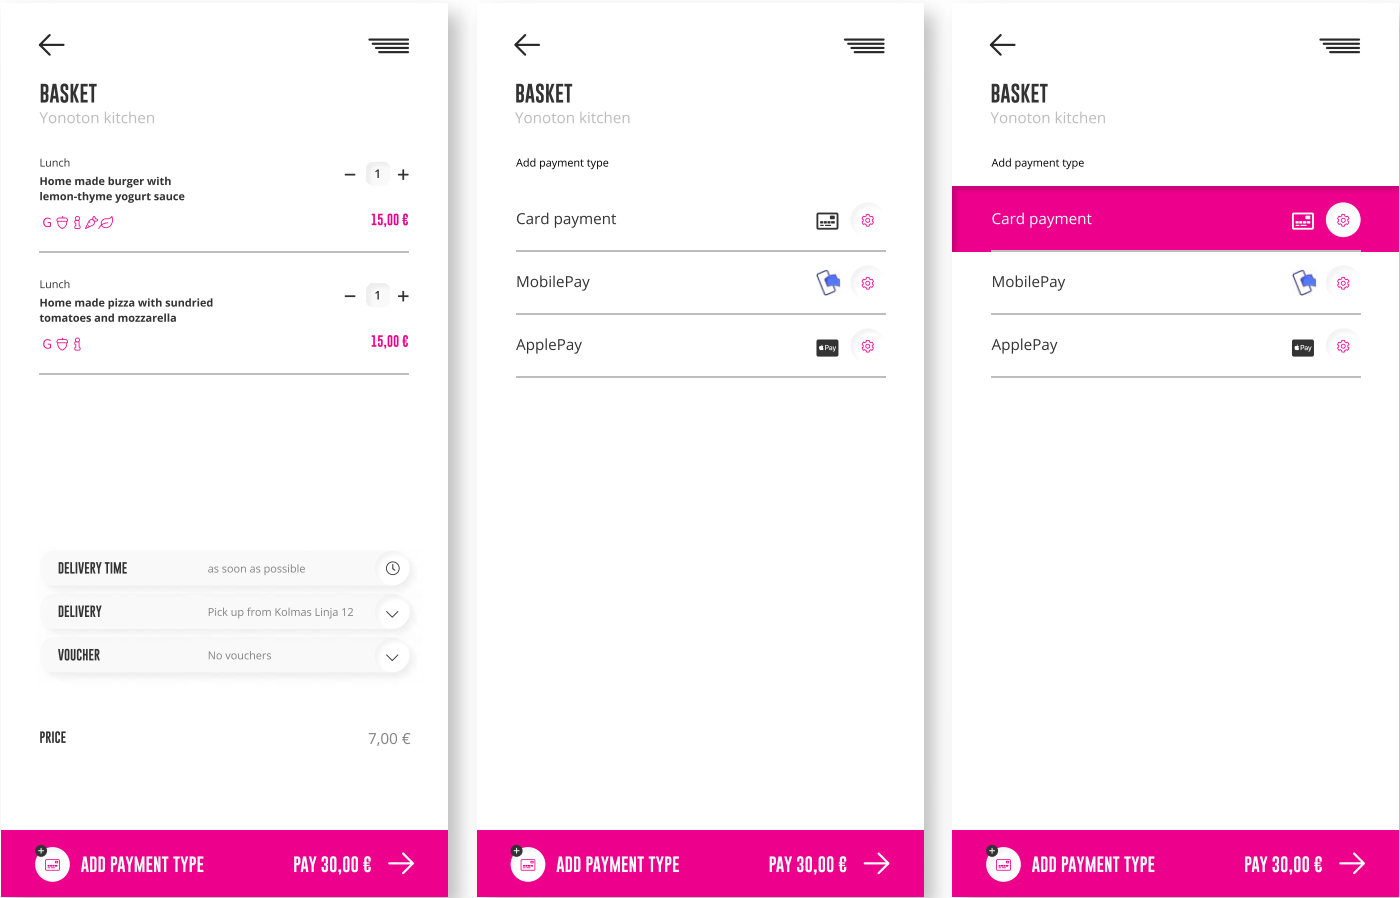 BASKET
Yonoton kitchen
Lunch
Home made burger with
lemon-thyme yogurt sauce
1
G
15,00 €
Lunch
Home made pizza with sundried
tomatoes and mozzarella
1
G
15,00 €
DELIVERY TIME as soon as possible
DELIVERY Pick up from Kolmas Linja 12
VOUCHER No vouchers
PRICE 7,00 €
ADD PAYMENT TYPE PAY 30,00 €
BASKET
Yonoton kitchen
Add payment type
Card payment
MobilePay
ApplePay
Pay
ADD PAYMENT TYPE PAY 30,00 €
BASKET
Yonoton kitchen
Add payment type
Card payment
MobilePay
ApplePay
Pay
ADD PAYMENT TYPE PAY 30,00 €